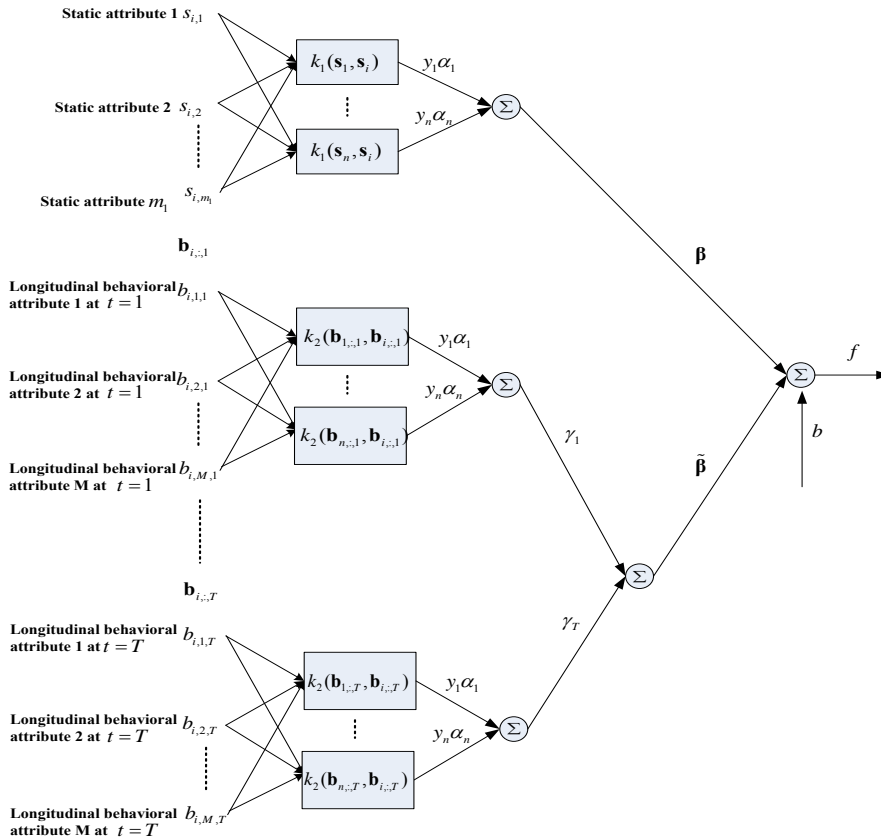 Static attribute 1 s_{i,1}
k_1(s_1, s_i)
y_1α_1
Static attribute 2 s_{i,2}
Σ
y_nα_n
k_1(s_n, s_i)
Static attribute m_1 s_{i,m_1}
b_{i,:,1}
β
Longitudinal behavioral
attribute 1 at t = 1 b_{i,1,1}
k_2(b_{1,:,1}, b_{i,:,1})
y_1α_1
Longitudinal behavioral
attribute 2 at t = 1 b_{i,2,1}
Σ
y_nα_n
k_2(b_{n,:,1}, b_{i,:,1})
Σ
f
b
Longitudinal behavioral
attribute M at t = 1 b_{i,M,1}
γ_1
β̃
b_{i,:,T}
Σ
Longitudinal behavioral
attribute 1 at t = T b_{i,1,T}
γ_T
k_2(b_{1,:,T}, b_{i,:,T})
y_1α_1
Longitudinal behavioral
attribute 2 at t = T b_{i,2,T}
Σ
y_nα_n
k_2(b_{n,:,T}, b_{i,:,T})
Longitudinal behavioral
attribute M at t = T b_{i,M,T}